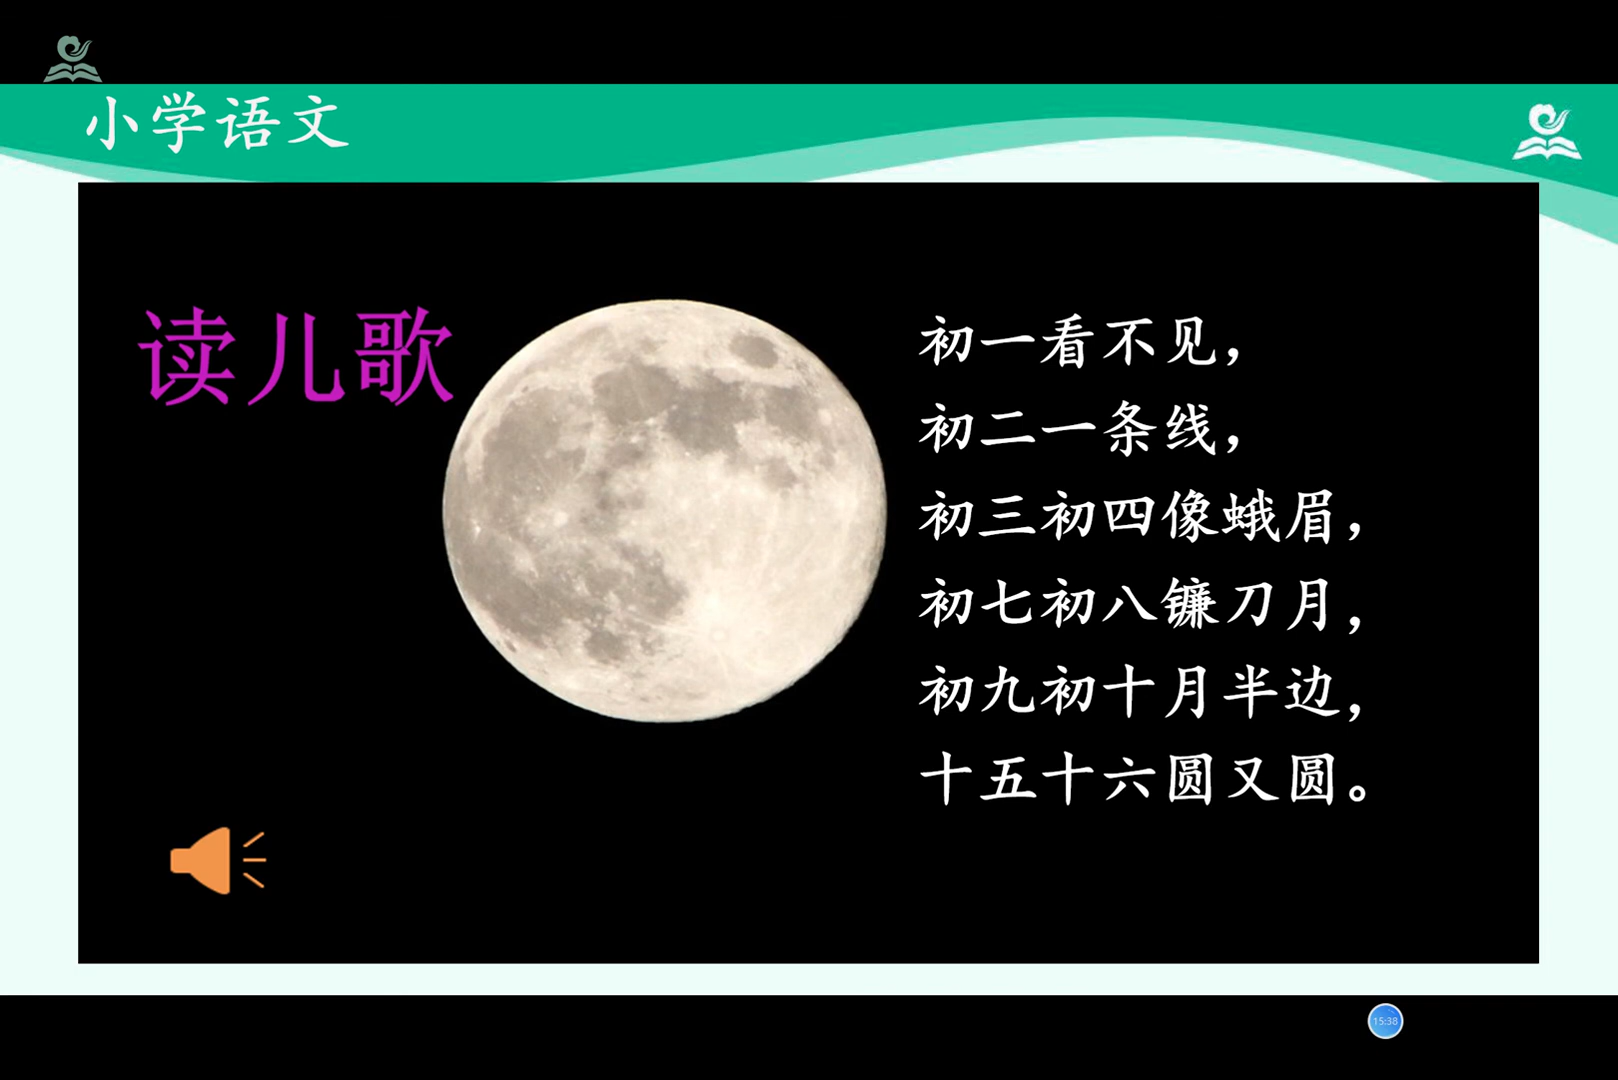 小学语文
读儿歌
初一看不见，
初二一条线，
初三初四像蛾眉，
初七初八镰刀月，
初九初十月半边，
十五十六圆又圆。
15:38